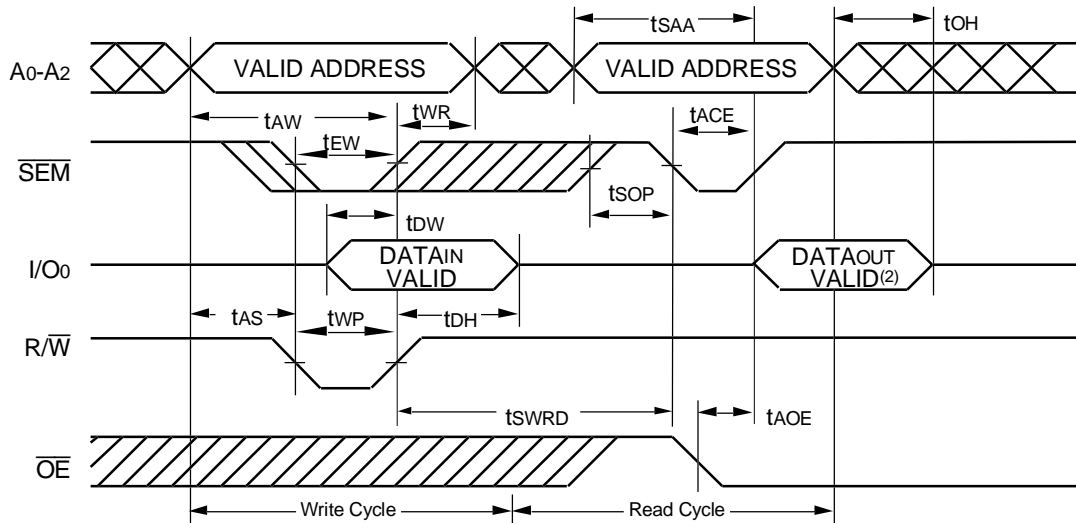 tSAA
tOH
A0-A2
VALID ADDRESS
VALID ADDRESS
tAW
tWR
tACE
tEW
SEM
tSOP
tDW
I/O0
DATAIN
VALID
DATAOUT
VALID(2)
tAS
tWP
tDH
R/W
tSWRD
tAOE
OE
Write Cycle
Read Cycle